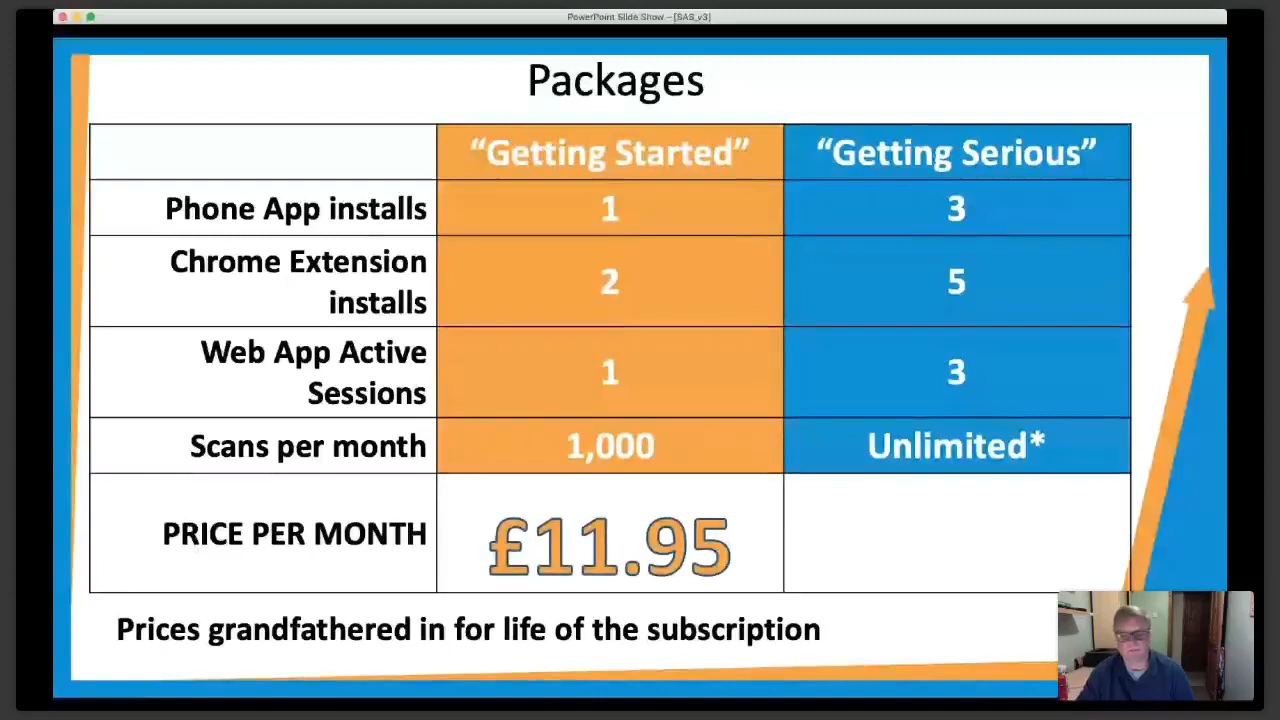 PowerPoint Slide Show - [SAS_v3]
Packages
“Getting Started” “Getting Serious”
Phone App installs 1 3
Chrome Extension
installs 2 5
Web App Active
Sessions 1 3
Scans per month 1,000 Unlimited*
PRICE PER MONTH £11.95
Prices grandfathered in for life of the subscription